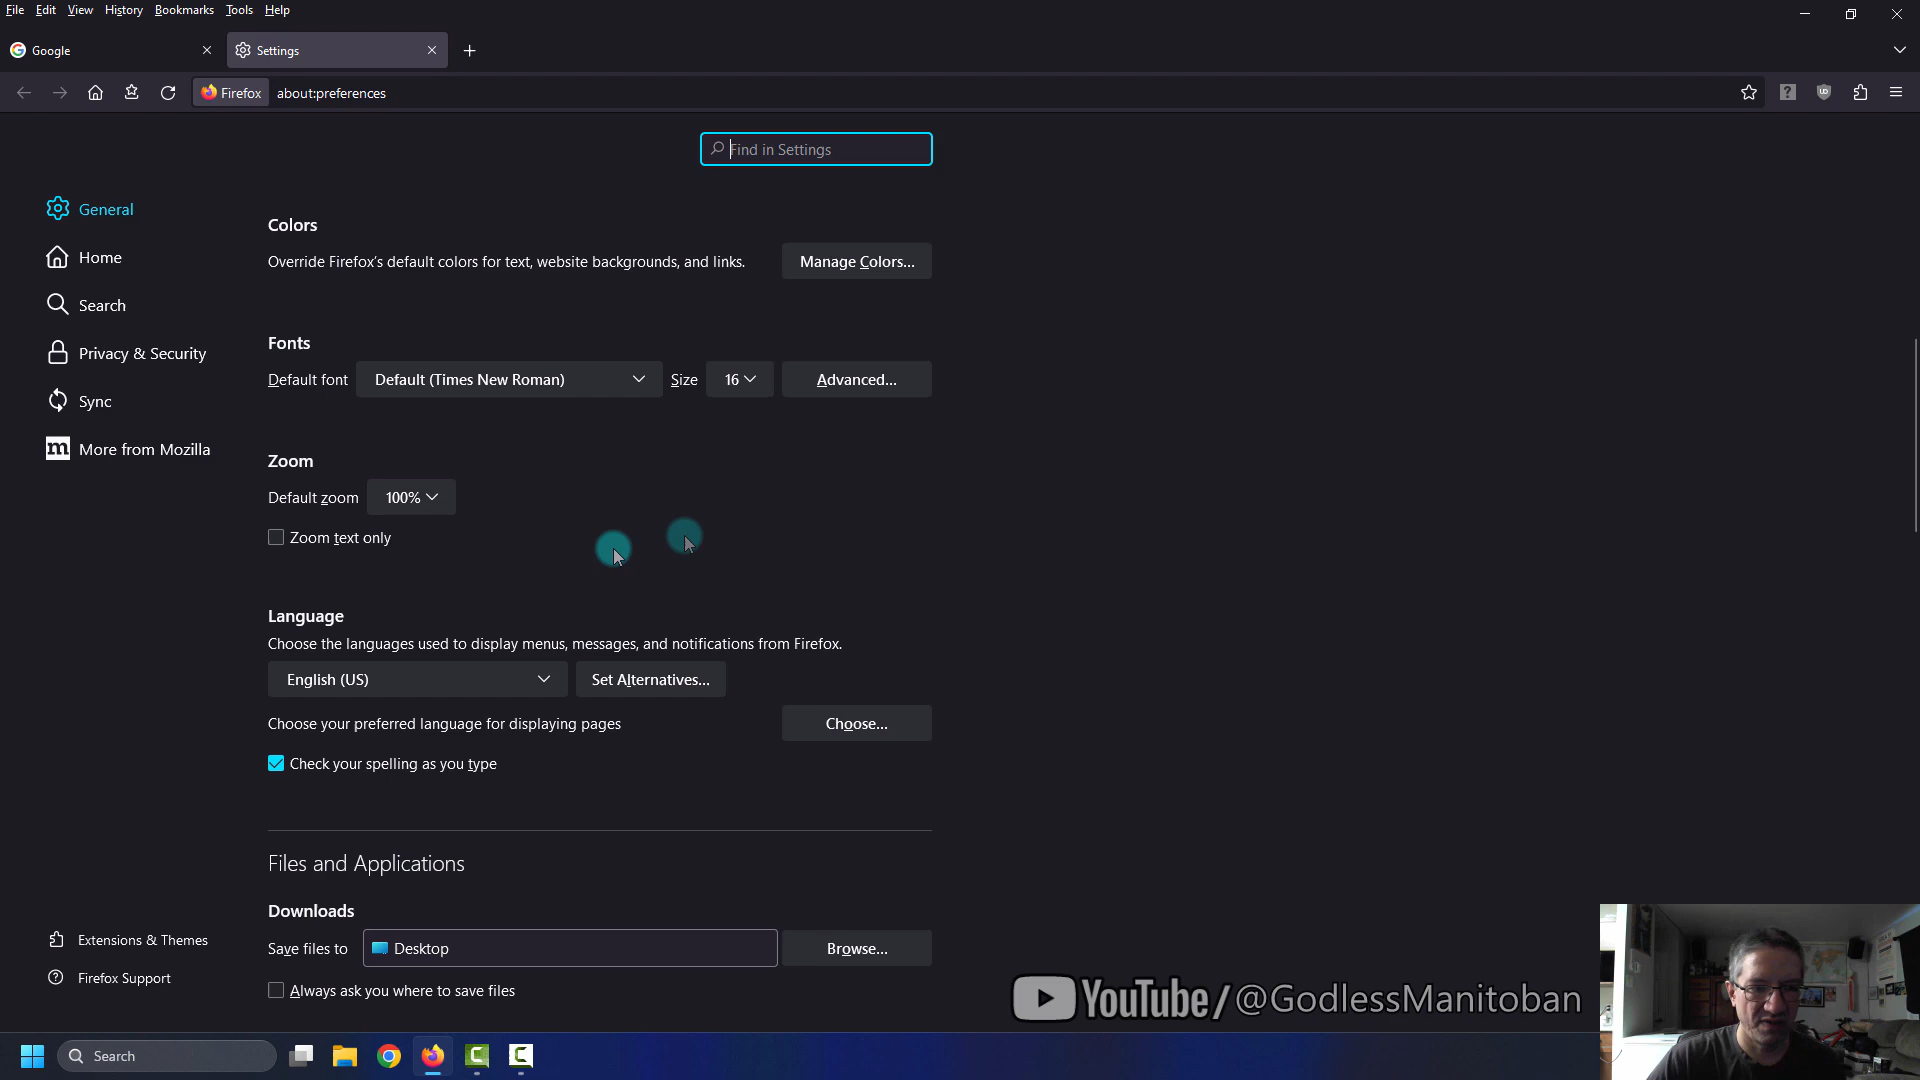 File Edit View History Bookmarks Tools Help
Google
Settings
Firefox about:preferences
Find in Settings
General
Home
Search
Privacy & Security
Sync
More from Mozilla
Extensions & Themes
Firefox Support
Colors
Override Firefox's default colors for text, website backgrounds, and links. Manage Colors...
Fonts
Default font Default (Times New Roman) Size 16 Advanced...
Zoom
Default zoom 100%
Zoom text only
Language
Choose the languages used to display menus, messages, and notifications from Firefox.
English (US) Set Alternatives...
Choose your preferred language for displaying pages Choose...
Check your spelling as you type
Files and Applications
Downloads
Save files to Desktop Browse...
Always ask you where to save files
YouTube/@GodlessManitoban
Search